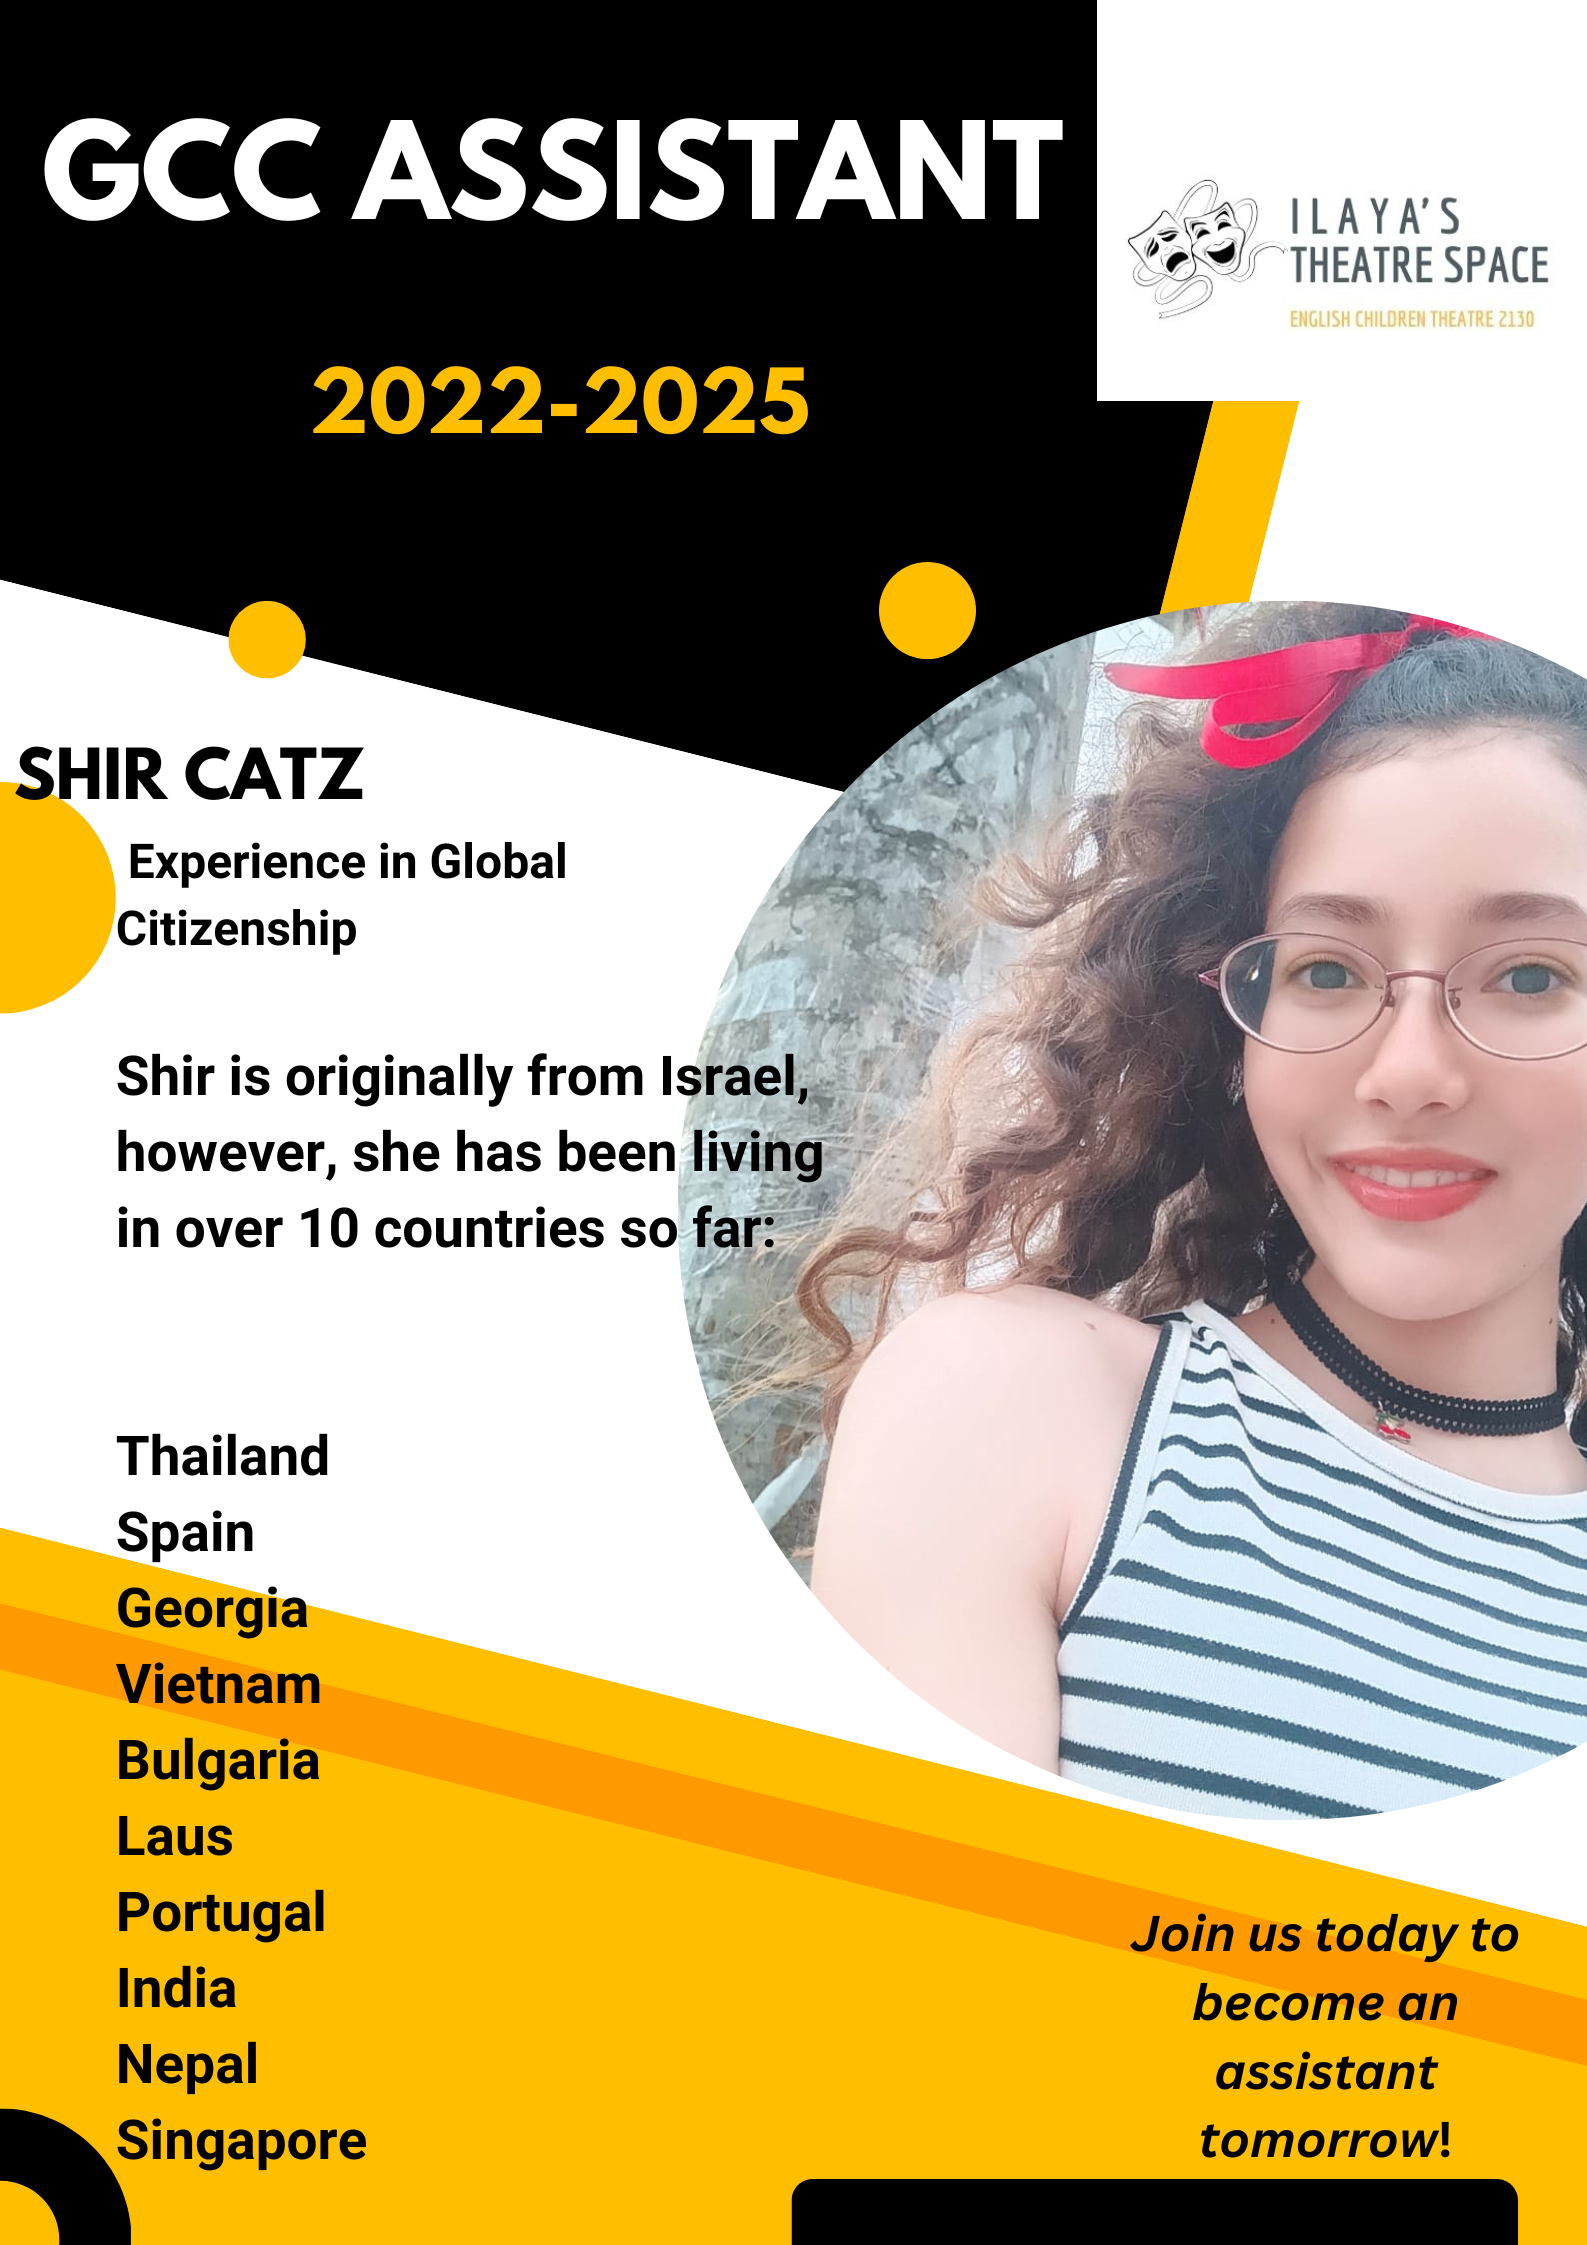 GCC ASSISTANT
2022-2025
ILAYA'S
THEATRE SPACE
ENGLISH CHILDREN THEATRE 2130
SHIR CATZ
Experience in Global
Citizenship
Shir is originally from Israel,
however, she has been living
in over 10 countries so far:
Thailand
Spain
Georgia
Vietnam
Bulgaria
Laus
Portugal
India
Nepal
Singapore
Join us today to
become an
assistant
tomorrow!